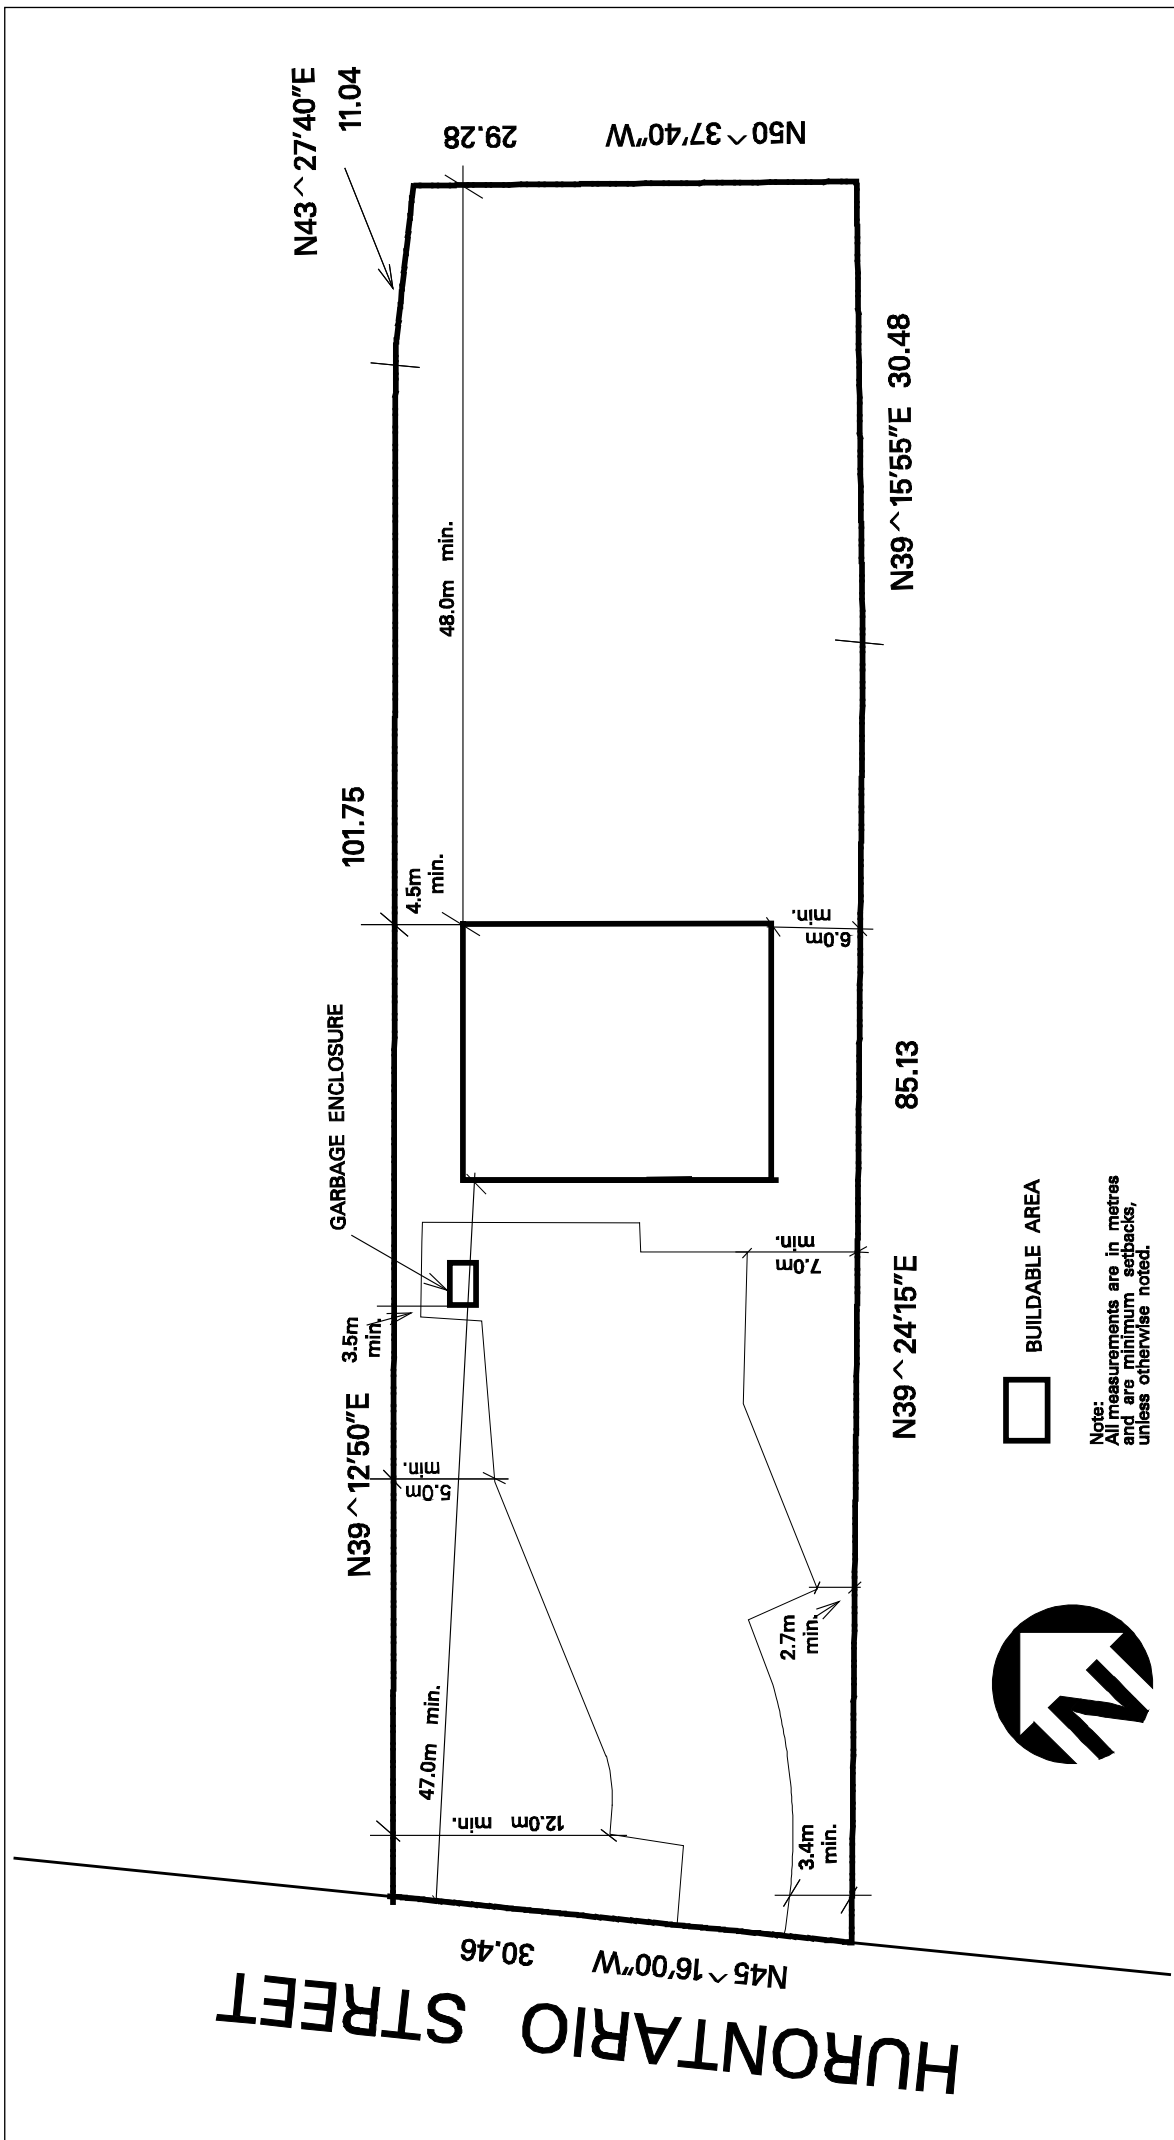 N43^27'40"E
11.04
29.28
N50^37'40"W
N39^15'55"E 30.48
48.0m min.
101.75
4.5m
min.
6.0m
min.
GARBAGE ENCLOSURE
85.13
3.5m
min.
7.0m
min.
N39^12'50"E
N39^24'15"E
5.0m
min.
2.7m
min.
47.0m min.
12.0m min.
3.4m
min.
30.46
N45^16'00"W
HURONTARIO STREET
BUILDABLE AREA
Note:
All measurements are in metres
and are minimum setbacks,
unless otherwise noted.
N